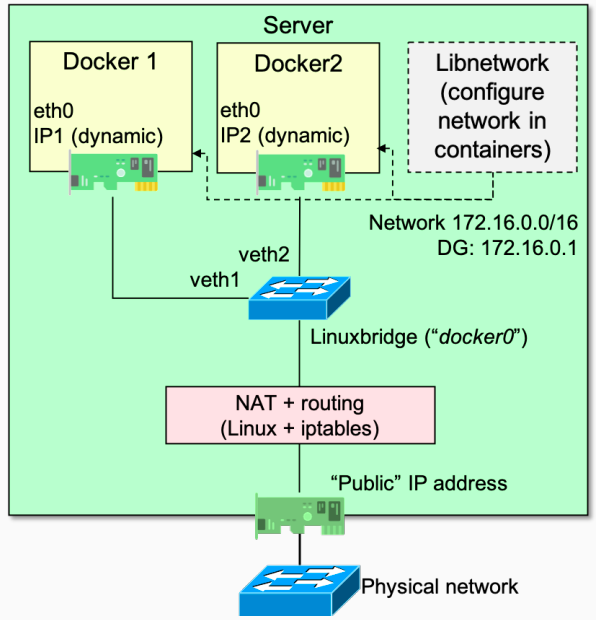 Server
Docker 1
eth0
IP1 (dynamic)
Docker2
eth0
IP2 (dynamic)
Libnetwork
(configure
network in
containers)
Network 172.16.0.0/16
DG: 172.16.0.1
veth2
veth1
Linuxbridge (“docker0”)
NAT + routing
(Linux + iptables)
“Public” IP address
Physical network